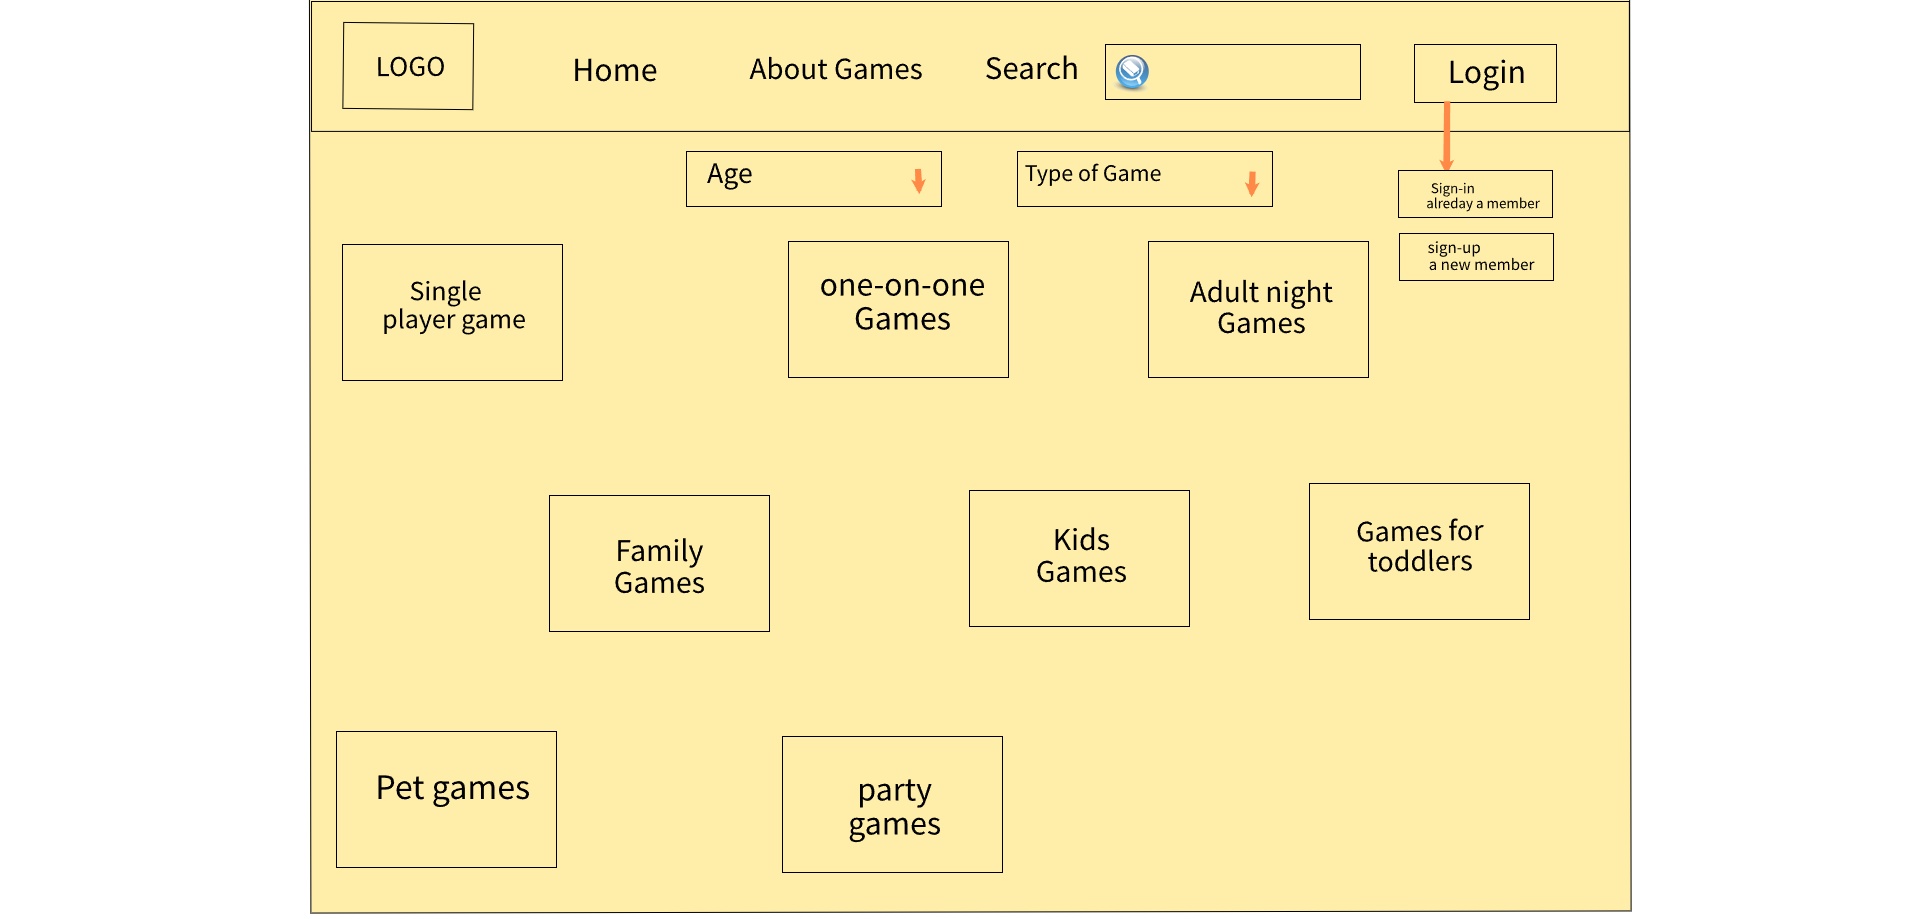 LOGO
Home
About Games
Search
Login
Age
Type of Game
Sign-in
alreday a member
sign-up
a new member
Single
player game
one-on-one
Games
Adult night
Games
Family
Games
Kids
Games
Games for
toddlers
Pet games
party
games